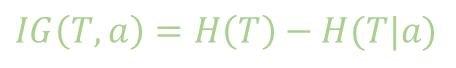 IG(T, a) = H(T) − H(T|a)